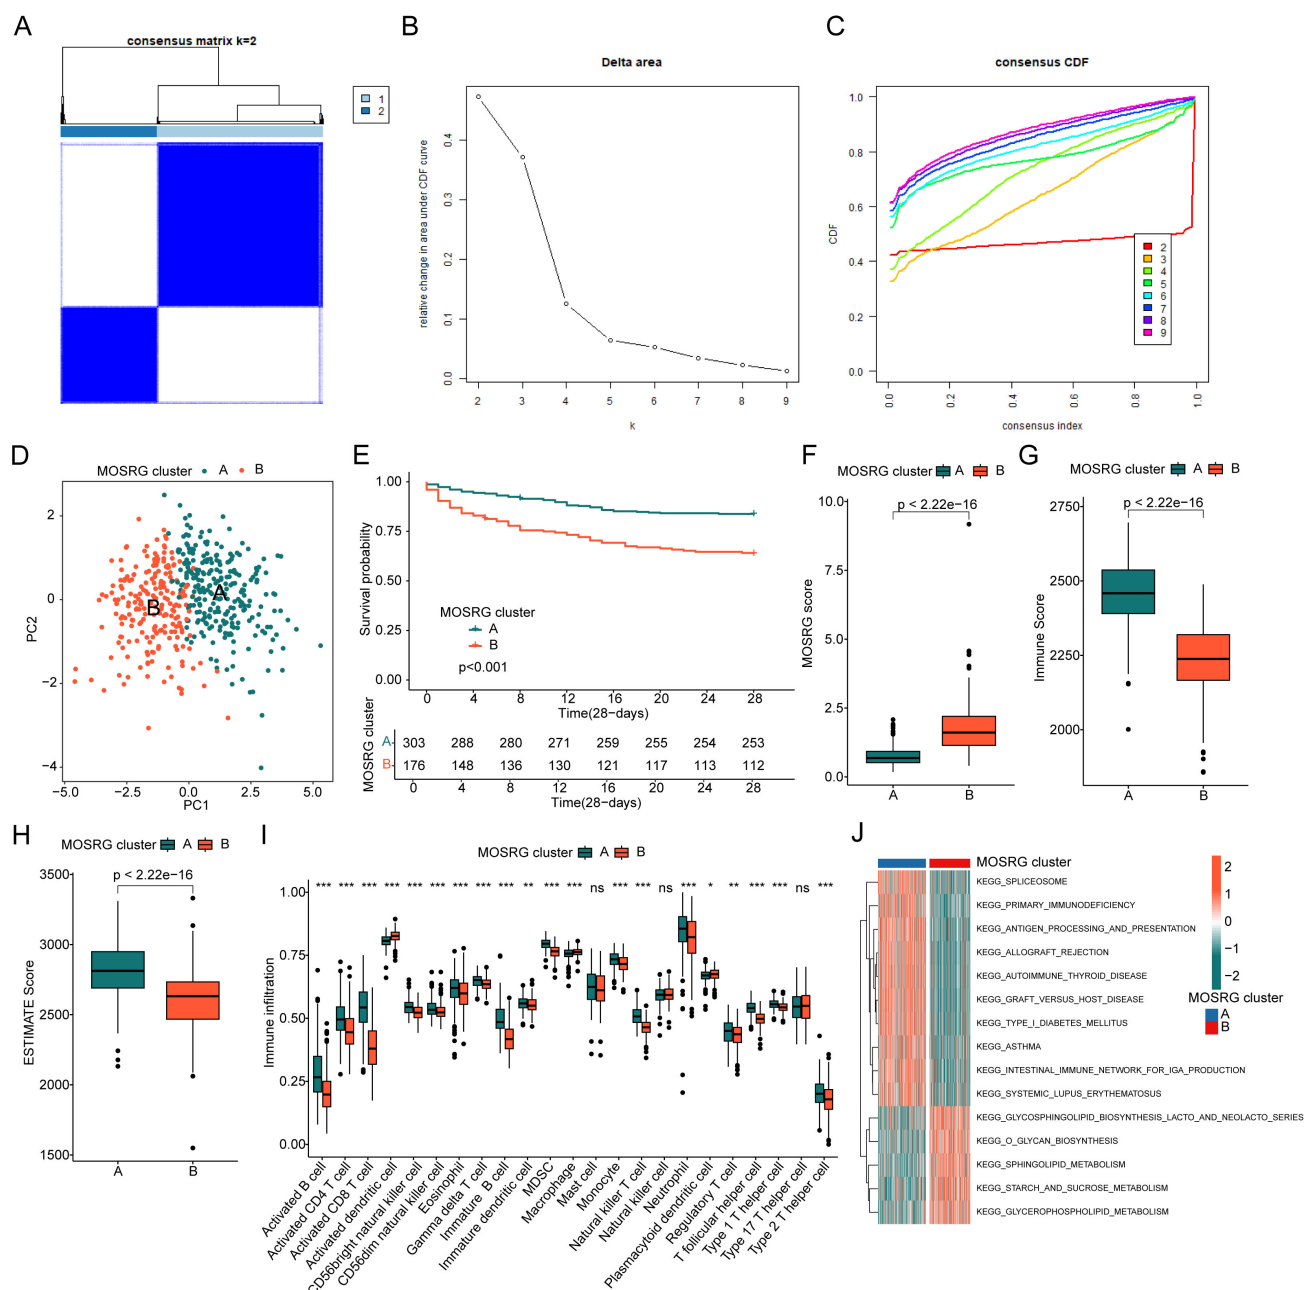 A
consensus matrix k=2
1
2
B
Delta area
relative change in area under CDF curve
0.0 0.1 0.2 0.3 0.4
2 3 4 5 6 7 8 9
k
C
consensus CDF
CDF
1.0
0.8
0.6
0.4
0.2
0.0
2
3
4
5
6
7
8
9
0.0 0.2 0.4 0.6 0.8 1.0
consensus index
D
MOSRG cluster A B
PC2
2
0
−2
−4
A
B
−5.0 −2.5 0.0 2.5 5.0
PC1
E
Survival probability
1.00
0.75
0.50
0.25
0.00
MOSRG cluster
A
B
p<0.001
0 4 8 12 16 20 24 28
Time(28−days)
MOSRG cluster
A 303 288 280 271 259 255 254 253
B 176 148 136 130 121 117 113 112
0 4 8 12 16 20 24 28
Time(28−days)
F
MOSRG cluster A B
MOSRG score
10.0
7.5
5.0
2.5
0.0
p < 2.22e−16
A B
G
MOSRG cluster A B
Immune Score
2750
2500
2250
2000
p < 2.22e−16
A B
H
MOSRG cluster A B
ESTIMATE Score
3500
3000
2500
2000
1500
p < 2.22e−16
A B
I
MOSRG cluster A B
Immune infiltration
1.00
0.75
0.50
0.25
0.00
*** *** *** *** *** *** *** *** ** ** *** *** ns *** *** ns *** * ** *** *** ns ***
Activated B cell
Activated CD4 T cell
Activated CD8 T cell
Activated dendritic cell
CD56bright natural killer cell
CD56dim natural killer cell
Eosinophil
Gamma delta T cell
Immature B cell
Immature dendritic cell
MDSC
Macrophage
Mast cell
Monocyte
Natural killer T cell
Natural killer cell
Neutrophil
Plasmacytoid dendritic cell
Regulatory T cell
T follicular helper cell
Type 1 T helper cell
Type 17 T helper cell
Type 2 T helper cell
J
MOSRG cluster
KEGG_SPLICEOSOME
KEGG_PRIMARY_IMMUNODEFICIENCY
KEGG_ANTIGEN_PROCESSING_AND_PRESENTATION
KEGG_ALLOGRAFT_REJECTION
KEGG_AUTOIMMUNE_THYROID_DISEASE
KEGG_GRAFT_VERSUS_HOST_DISEASE
KEGG_TYPE_I_DIABETES_MELLITUS
KEGG_ASTHMA
KEGG_INTESTINAL_IMMUNE_NETWORK_FOR_IGA_PRODUCTION
KEGG_SYSTEMIC_LUPUS_ERYTHEMATOSUS
KEGG_GLYCOSPHINGOLIPID_BIOSYNTHESIS_LACTO_AND_NEOLACTO_SERIES
KEGG_O_GLYCAN_BIOSYNTHESIS
KEGG_SPHINGOLIPID_METABOLISM
KEGG_STARCH_AND_SUCROSE_METABOLISM
KEGG_GLYCEROPHOSPHOLIPID_METABOLISM
2
1
0
−1
−2
MOSRG cluster
A
B